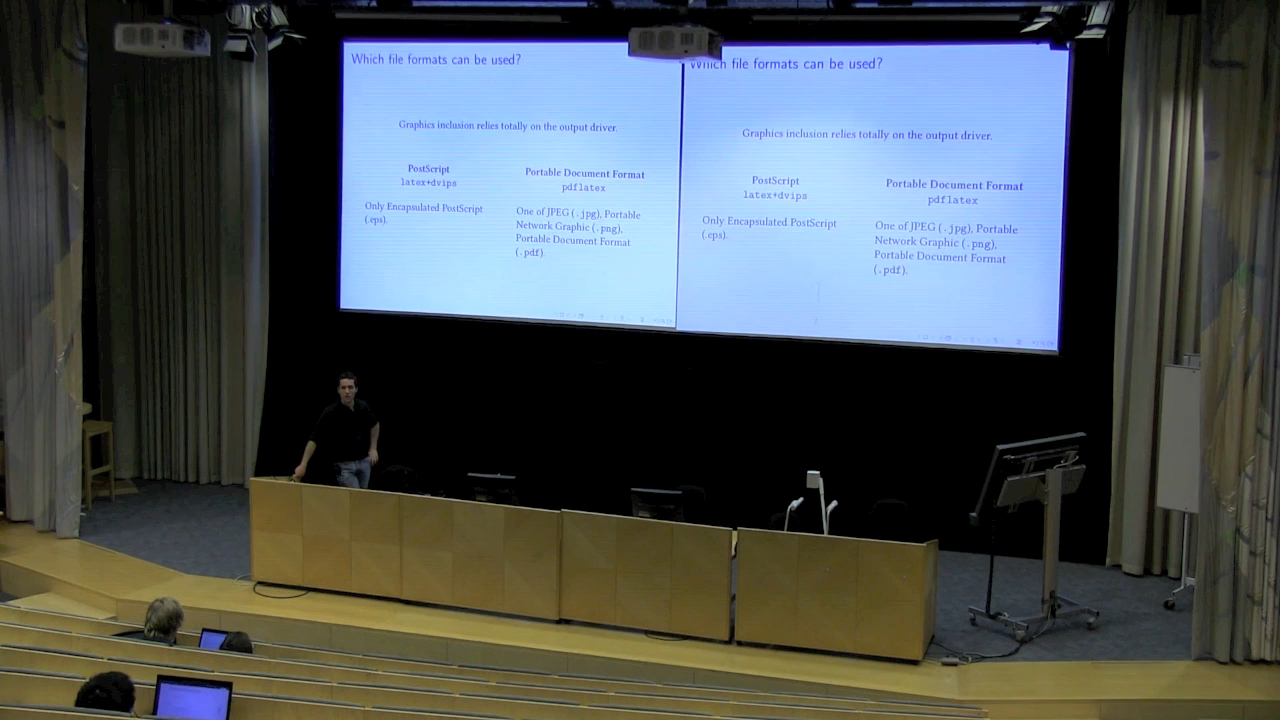 Which file formats can be used?
Graphics inclusion relies totally on the output driver.
PostScript
latex+dvips
Only Encapsulated PostScript
(.eps).
Portable Document Format
pdflatex
One of JPEG (.jpg), Portable
Network Graphic (.png),
Portable Document Format
(.pdf)
Which file formats can be used?
Graphics inclusion relies totally on the output driver.
PostScript
latex+dvips
Only Encapsulated PostScript
(.eps).
Portable Document Format
pdflatex
One of JPEG (.jpg), Portable
Network Graphic (.png),
Portable Document Format
(.pdf).